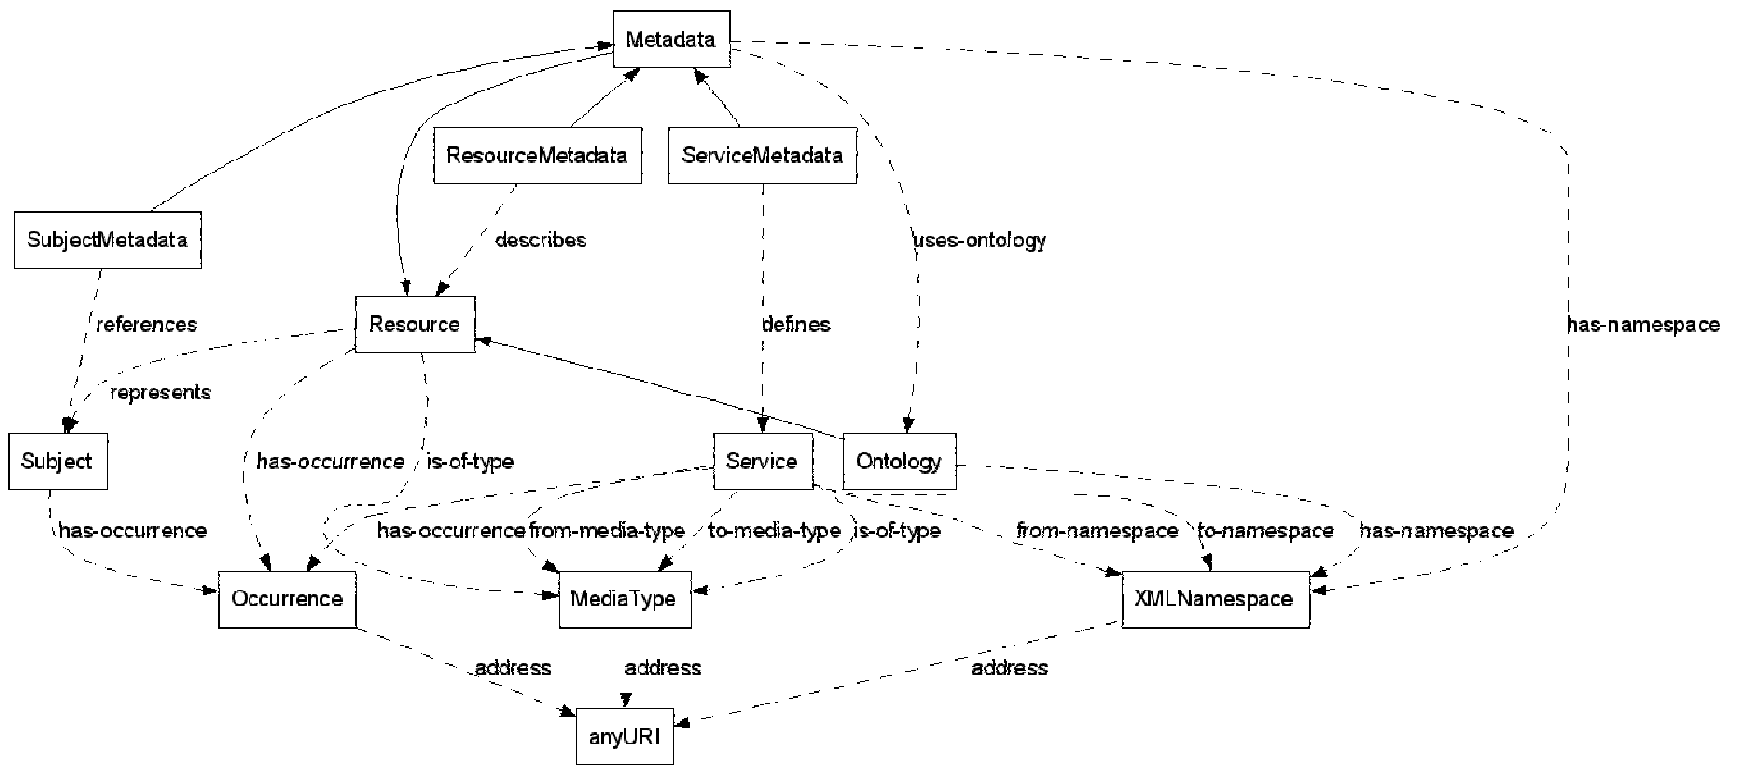 Metadata
ResourceMetadata
ServiceMetadata
SubjectMetadata
describes
uses-ontology
references
Resource
defines
has-namespace
represents
Subject
has-occurrence
is-of-type
Service
Ontology
has-occurrence
has-occurrence
from-media-type
to-media-type
is-of-type
from-namespace
to-namespace
has-namespace
Occurrence
MediaType
XMLNamespace
address
address
address
anyURI